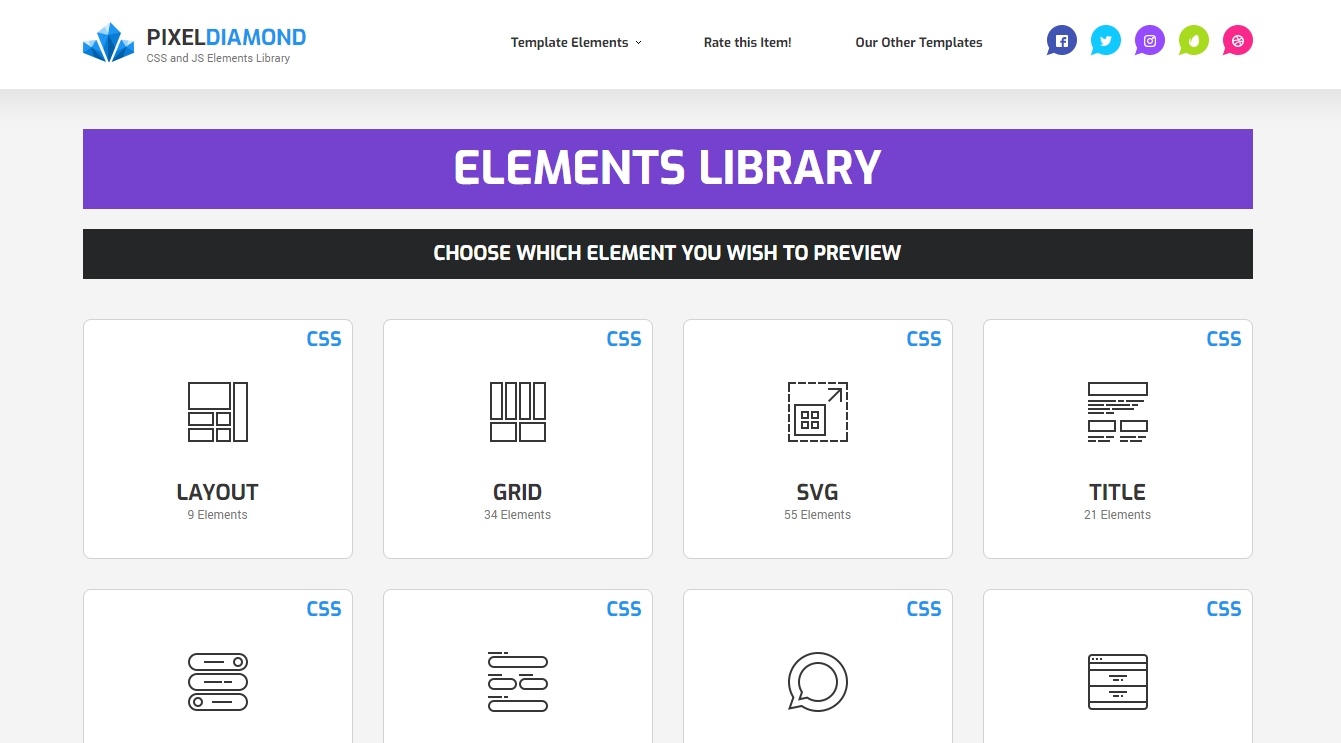 PIXELDIAMOND
CSS and JS Elements Library
Template Elements
Rate this Item!
Our Other Templates
ELEMENTS LIBRARY
CHOOSE WHICH ELEMENT YOU WISH TO PREVIEW
CSS
LAYOUT
9 Elements
CSS
GRID
34 Elements
CSS
SVG
55 Elements
CSS
TITLE
21 Elements
CSS
CSS
CSS
CSS